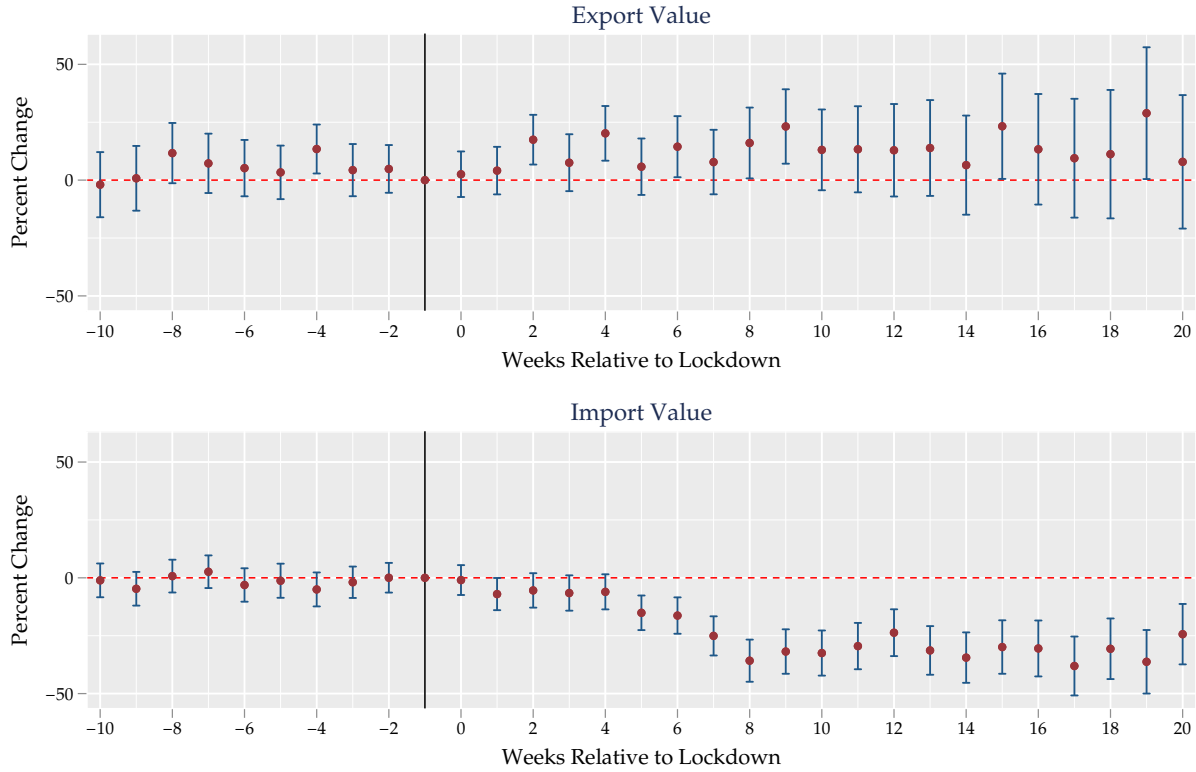 Export Value
Percent Change
50
0
−50
−10 −8 −6 −4 −2 0 2 4 6 8 10 12 14 16 18 20
Weeks Relative to Lockdown
Import Value
Percent Change
50
0
−50
−10 −8 −6 −4 −2 0 2 4 6 8 10 12 14 16 18 20
Weeks Relative to Lockdown